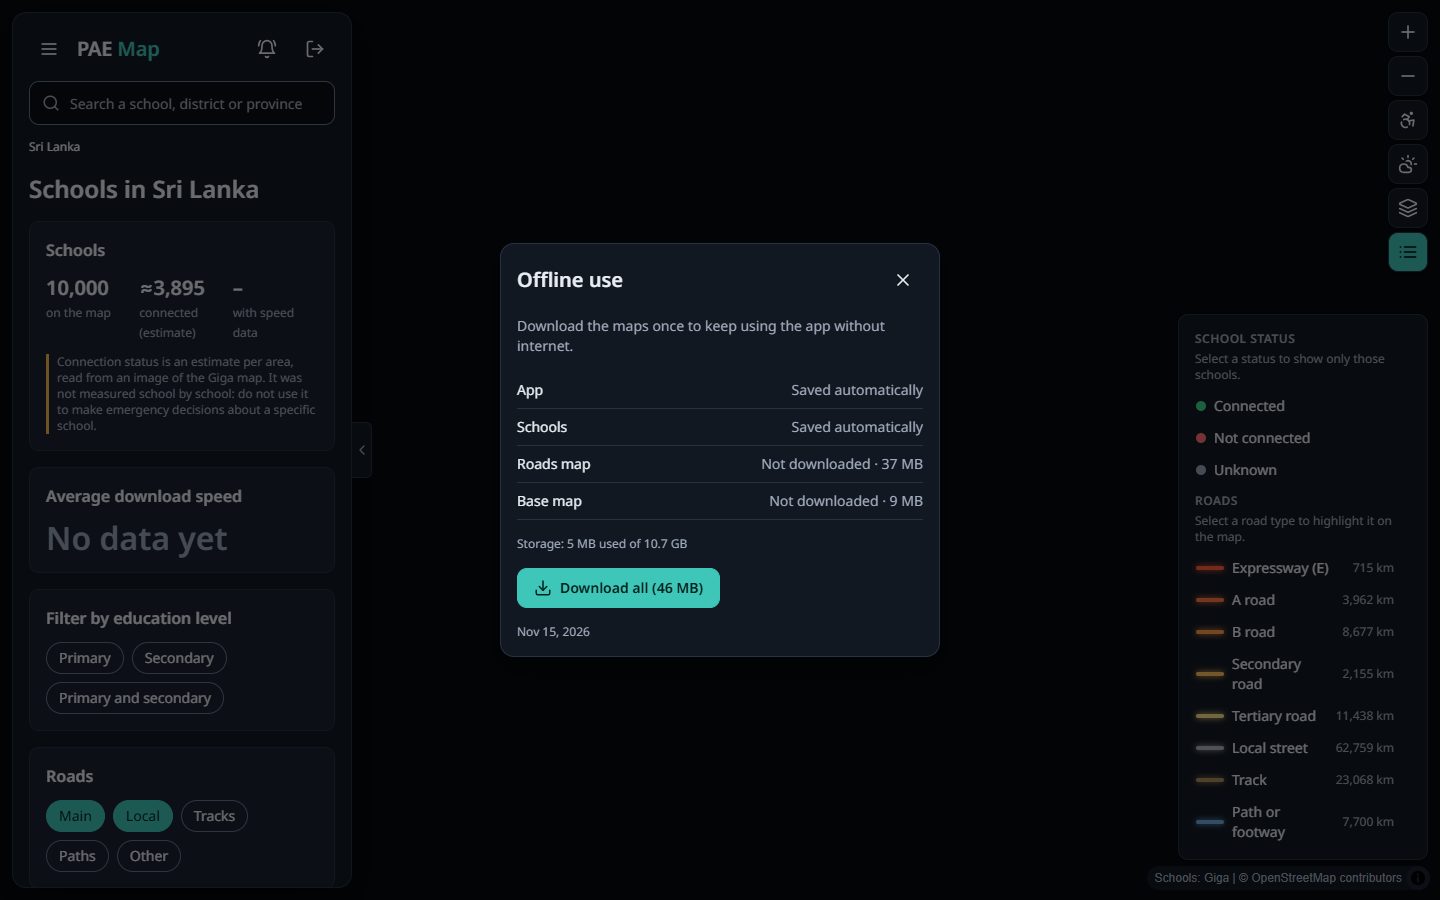 PAE Map
Search a school, district or province
Sri Lanka
Schools in Sri Lanka
Schools
10,000
on the map
≈3,895
connected
(estimate)
–
with speed
data
Connection status is an estimate per area,
read from an image of the Giga map. It was
not measured school by school: do not use it
to make emergency decisions about a specific
school.
Average download speed
No data yet
Filter by education level
Primary
Secondary
Primary and secondary
Roads
Main
Local
Tracks
Paths
Other
Offline use
Download the maps once to keep using the app without
internet.
App Saved automatically
Schools Saved automatically
Roads map Not downloaded · 37 MB
Base map Not downloaded · 9 MB
Storage: 5 MB used of 10.7 GB
Download all (46 MB)
Nov 15, 2026
SCHOOL STATUS
Select a status to show only those
schools.
Connected
Not connected
Unknown
ROADS
Select a road type to highlight it on
the map.
Expressway (E) 715 km
A road 3,962 km
B road 8,677 km
Secondary
road 2,155 km
Tertiary road 11,438 km
Local street 62,759 km
Track 23,068 km
Path or
footway 7,700 km
Schools: Giga | © OpenStreetMap contributors